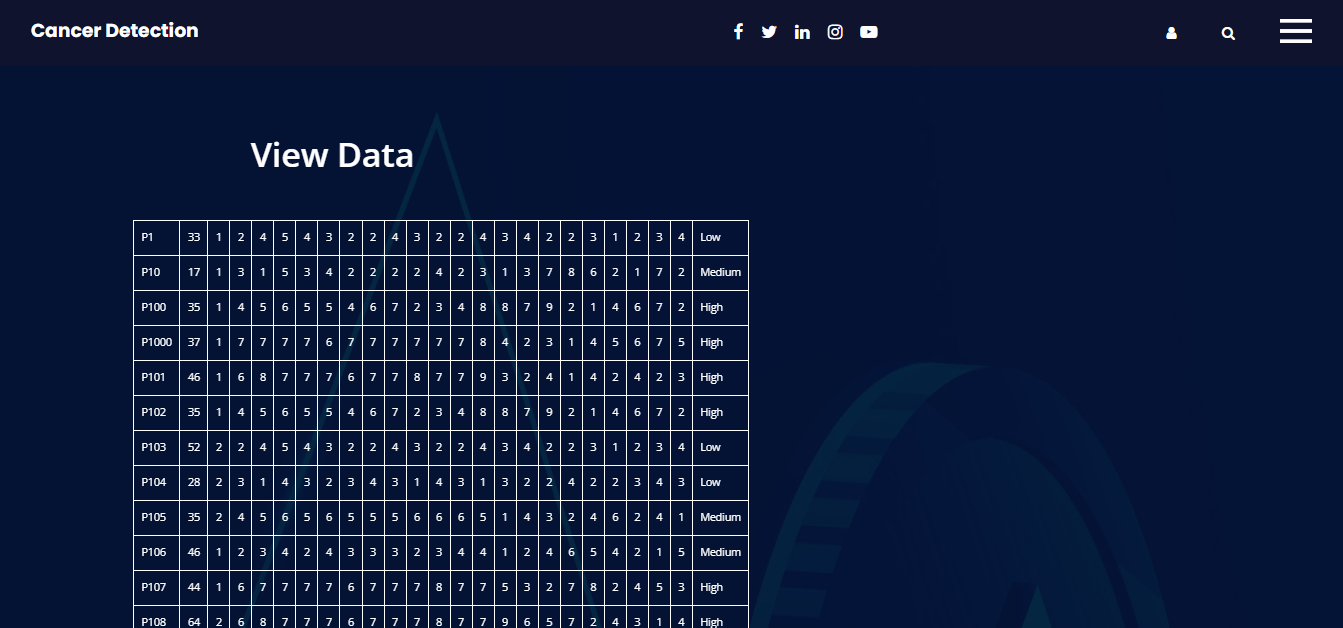 Cancer Detection
View Data
P1 33 1 2 4 5 4 3 2 2 4 3 2 2 4 3 4 2 2 3 1 2 3 4 Low
P10 17 1 3 1 5 3 4 2 2 2 2 4 2 3 1 3 7 8 6 2 1 7 2 Medium
P100 35 1 4 5 6 5 5 4 6 7 2 3 4 8 8 7 9 2 1 4 6 7 2 High
P1000 37 1 7 7 7 7 6 7 7 7 7 7 7 8 4 2 3 1 4 5 6 7 5 High
P101 46 1 6 8 7 7 7 6 7 7 8 7 7 9 3 2 4 1 4 2 4 2 3 High
P102 35 1 4 5 6 5 5 4 6 7 2 3 4 8 8 7 9 2 1 4 6 7 2 High
P103 52 2 2 4 5 4 3 2 2 4 3 2 2 4 3 4 2 2 3 1 2 3 4 Low
P104 28 2 3 1 4 3 2 3 4 3 1 4 3 1 3 2 2 4 2 2 3 4 3 Low
P105 35 2 4 5 6 5 6 5 5 5 6 6 6 5 1 4 3 2 4 6 2 4 1 Medium
P106 46 1 2 3 4 2 4 3 3 3 2 3 4 4 1 2 4 6 5 4 2 1 5 Medium
P107 44 1 6 7 7 7 7 6 7 7 7 8 7 7 5 3 2 7 8 2 4 5 3 High
P108 64 2 6 8 7 7 7 6 7 7 7 8 7 7 9 6 5 7 2 4 3 1 4 High